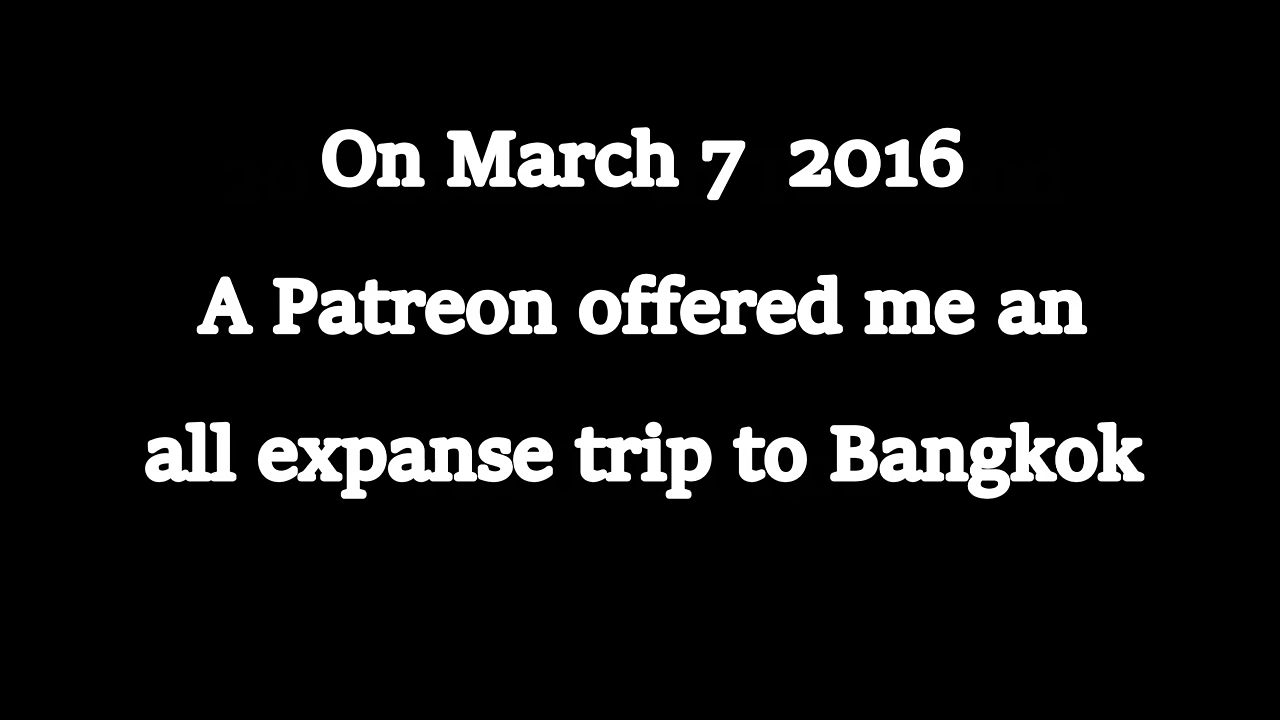 On March 7  2016
A Patreon offered me an
all expanse trip to Bangkok